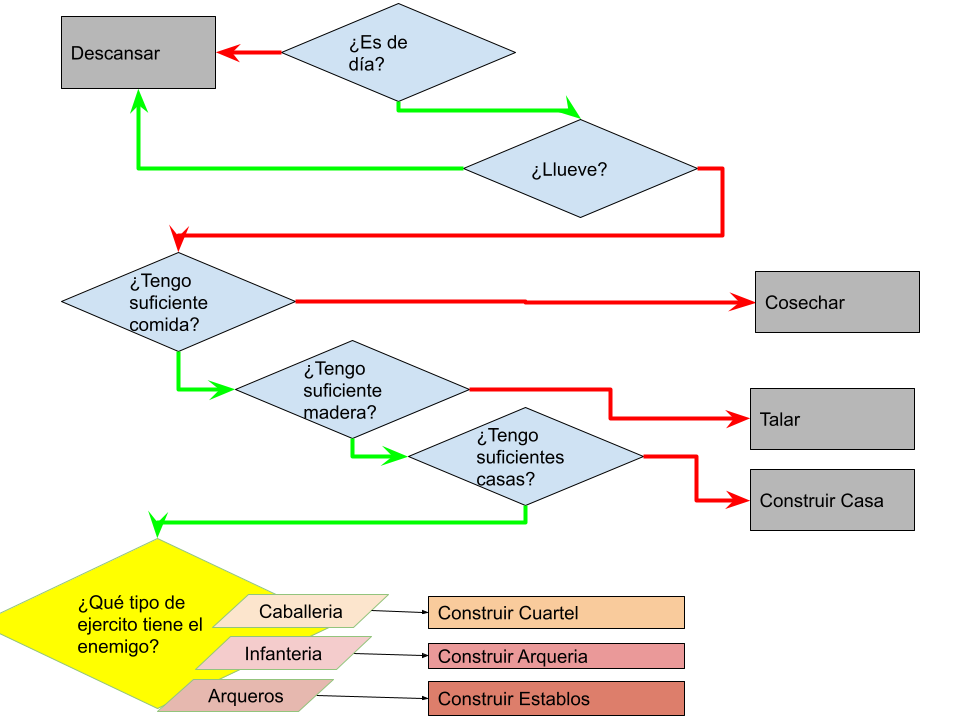 Descansar
¿Es de
día?
¿Llueve?
¿Tengo
suficiente
comida?
Cosechar
¿Tengo
suficiente
madera?
Talar
¿Tengo
suficientes
casas?
Construir Casa
¿Qué tipo de
ejercito tiene el
enemigo?
Caballeria
Construir Cuartel
Infanteria
Construir Arqueria
Arqueros
Construir Establos